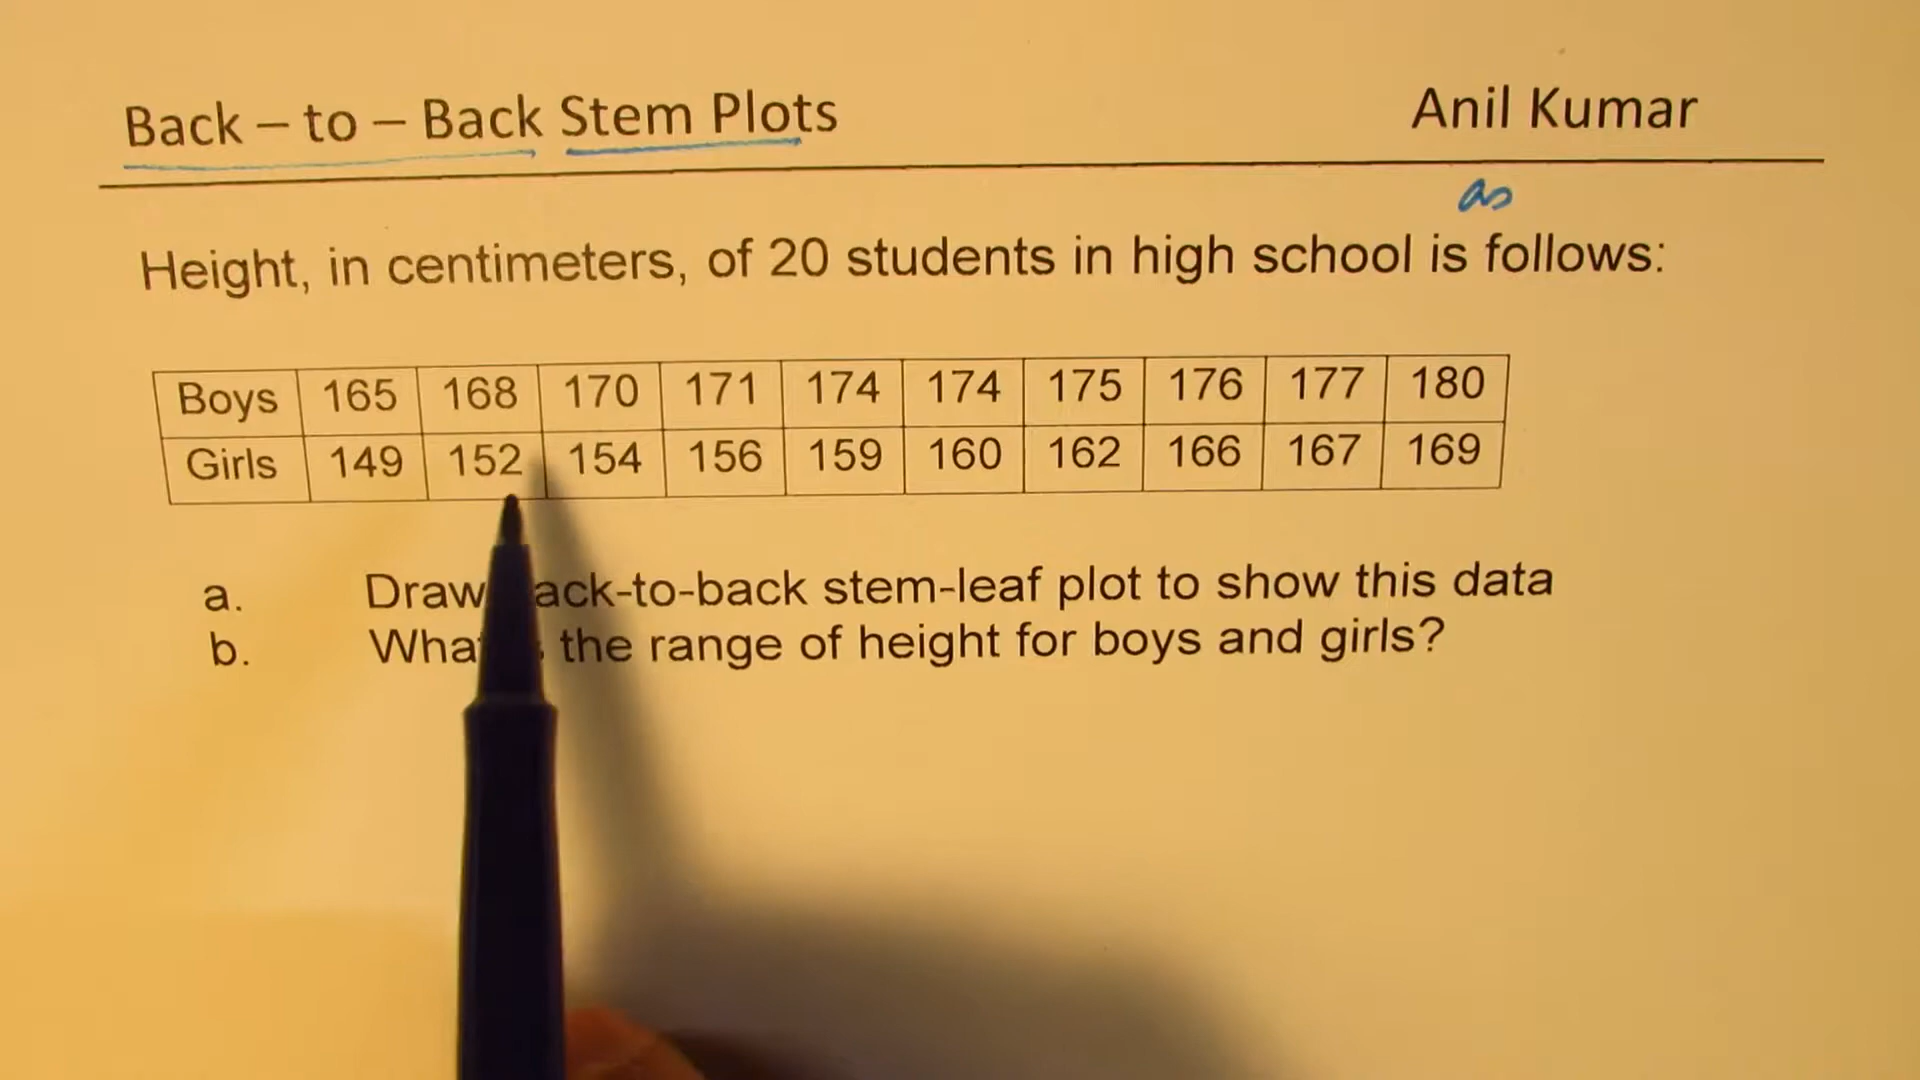 Back – to – Back Stem Plots Anil Kumar
as
Height, in centimeters, of 20 students in high school is follows:
Boys 165 168 170 171 174 174 175 176 177 180
Girls 149 152 154 156 159 160 162 166 167 169
a. Draw ack-to-back stem-leaf plot to show this data
b. the range of height for boys and girls?